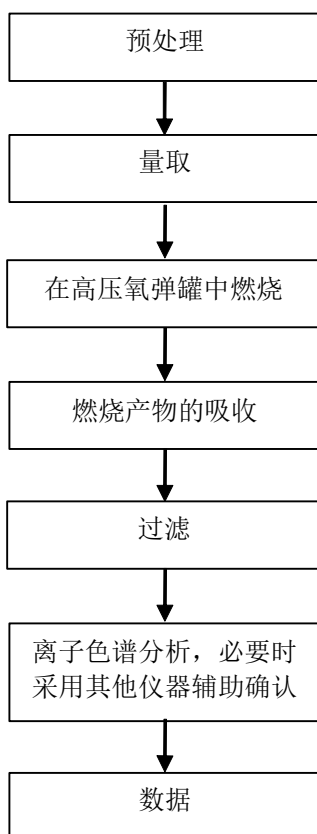 预处理
量取
在高压氧弹罐中燃烧
燃烧产物的吸收
过滤
离子色谱分析，必要时
采用其他仪器辅助确认
数据